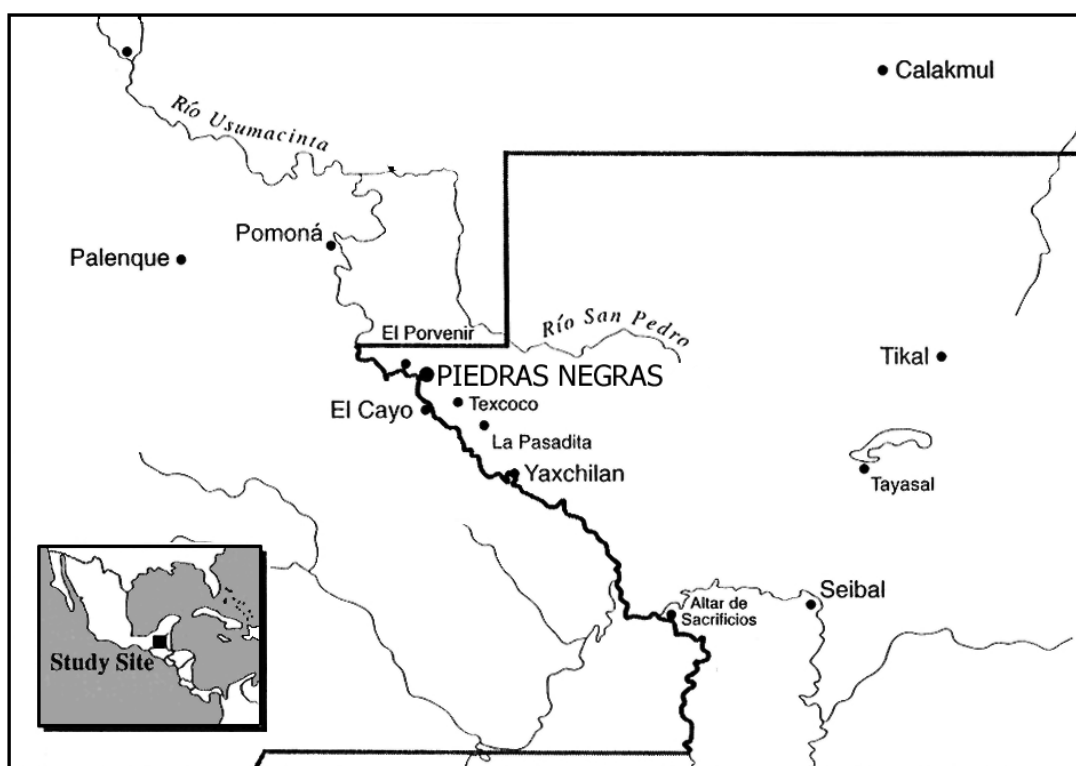 Calakmul
Río Usumacinta
Pomoná
Palenque
El Porvenir
Río San Pedro
Tikal
PIEDRAS NEGRAS
Texcoco
El Cayo
La Pasadita
Yaxchilan
Tayasal
Seibal
Altar de
Sacrificios
Study Site